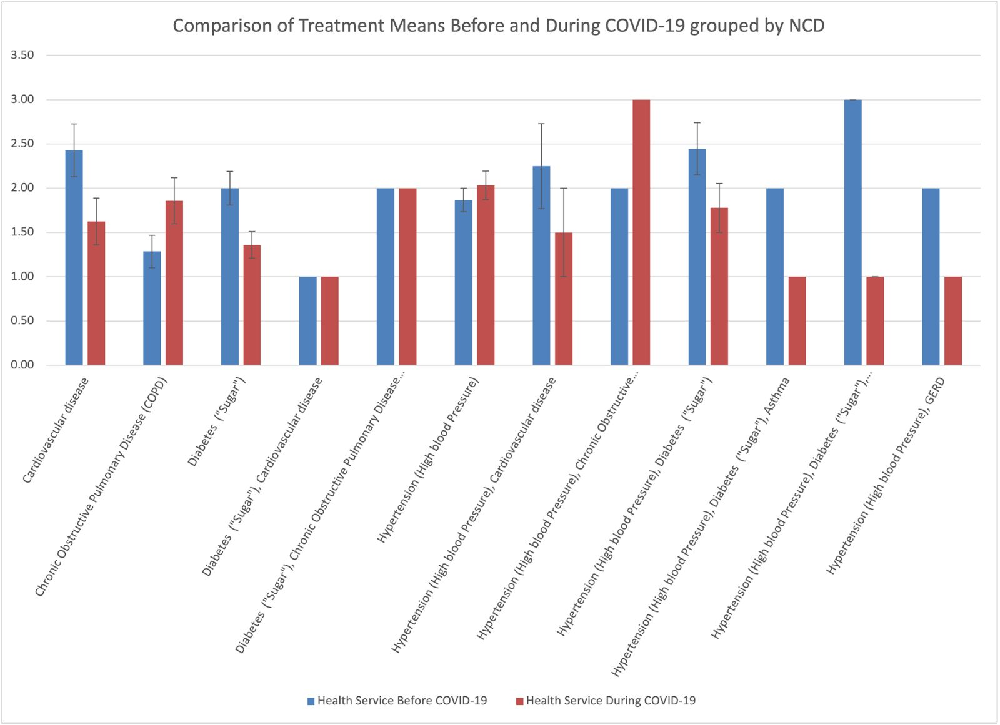 Comparison of Treatment Means Before and During COVID-19 grouped by NCD
3.50
3.00
2.50
2.00
1.50
1.00
0.50
0.00
Cardiovascular disease
Chronic Obstructive Pulmonary Disease (COPD)
Diabetes ("Sugar")
Diabetes ("Sugar"), Cardiovascular disease
Diabetes ("Sugar"), Chronic Obstructive Pulmonary Disease...
Hypertension (High blood Pressure)
Hypertension (High blood Pressure), Cardiovascular disease
Hypertension (High blood Pressure), Chronic Obstructive...
Hypertension (High blood Pressure), Diabetes ("Sugar")
Hypertension (High blood Pressure), Diabetes ("Sugar"), Asthma
Hypertension (High blood Pressure), Diabetes ("Sugar"),...
Hypertension (High blood Pressure), GERD
Health Service Before COVID-19
Health Service During COVID-19